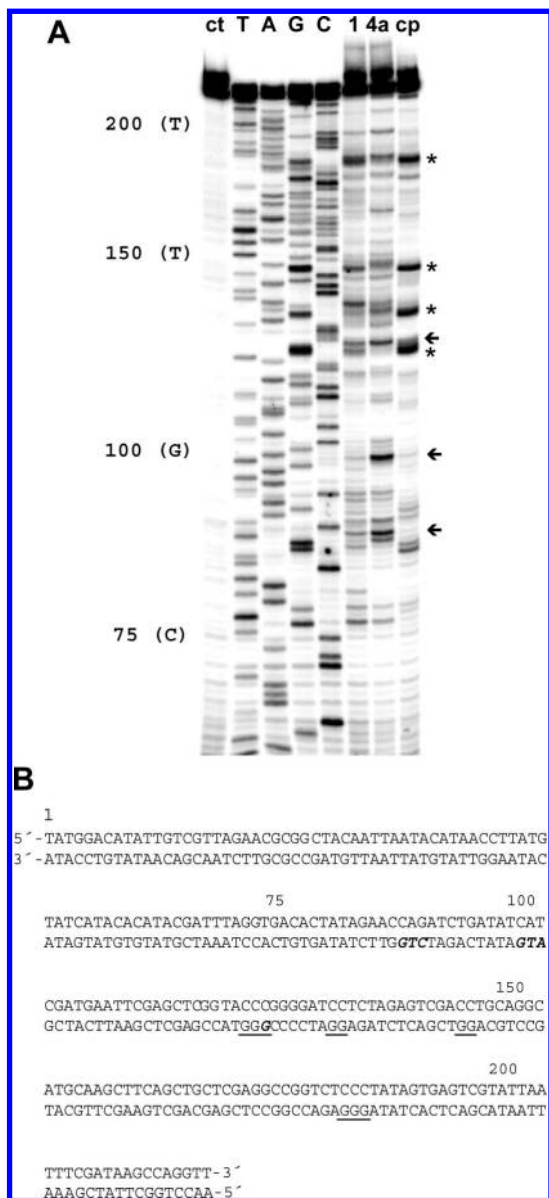 A
ct T A G C 1 4a cp
200 (T)
*
150 (T)
*
*
←
*
100 (G)
←
←
75 (C)
B
1
5´-TATGGACATATTGTCGTTAGAACGCGGCTACAATTAATACATAACCTTATG
3´-ATACCTGTATAACAGCAATCTTGCGCCGATGTTAATTATGTATTGGAATAC
75 100
TATCATACACATACGATTTAGGTGACACTATAGAACCAGATCTGATATCAT
ATAGTATGTGTATGCTAAATCCACTGTGATATCTTGGTCTAGACTATAGTA
150
CGATGAATTCGAGCTCGGTACCCGGGGATCCTCTAGAGTCGACCTGCAGGC
GCTACTTAAGCTCGAGCCATGGGCCCCTAGGAGATCTCAGCTGGACGTCCG
200
ATGCAAGCTTCAGCTGCTCGAGGCCGGTCTCCCTATAGTGAGTCGTATTAA
TACGTTCGAAGTCGACGAGCTCCGGCCAGAGGGATATCACTCAGCATAATT
TTTCGATAAGCCAGGTT-3´
AAAGCTATTCGGTCCAA-5´